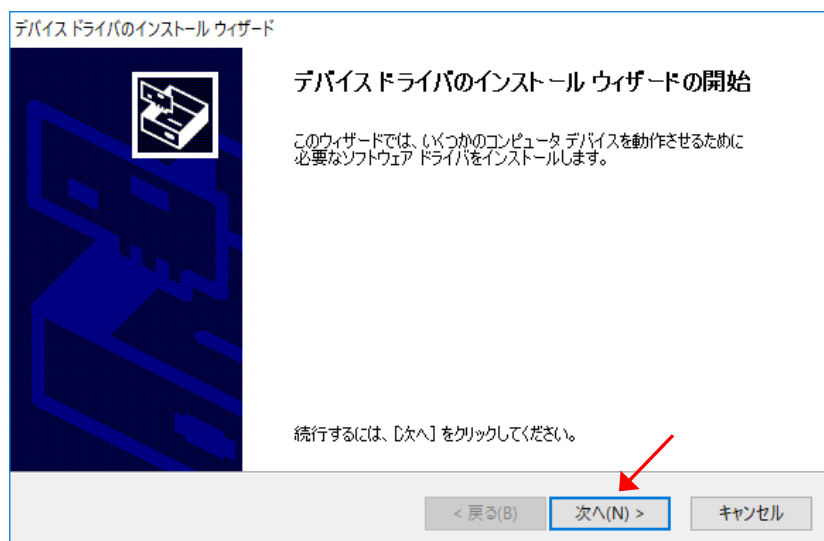 デバイス ドライバのインストール ウィザード
デバイス ドライバのインストール ウィザードの開始
このウィザードでは、いくつかのコンピュータ デバイスを動作させるために
必要なソフトウェア ドライバをインストールします。
続行するには、[次へ] をクリックしてください。
< 戻る(B)
次へ(N) >
キャンセル